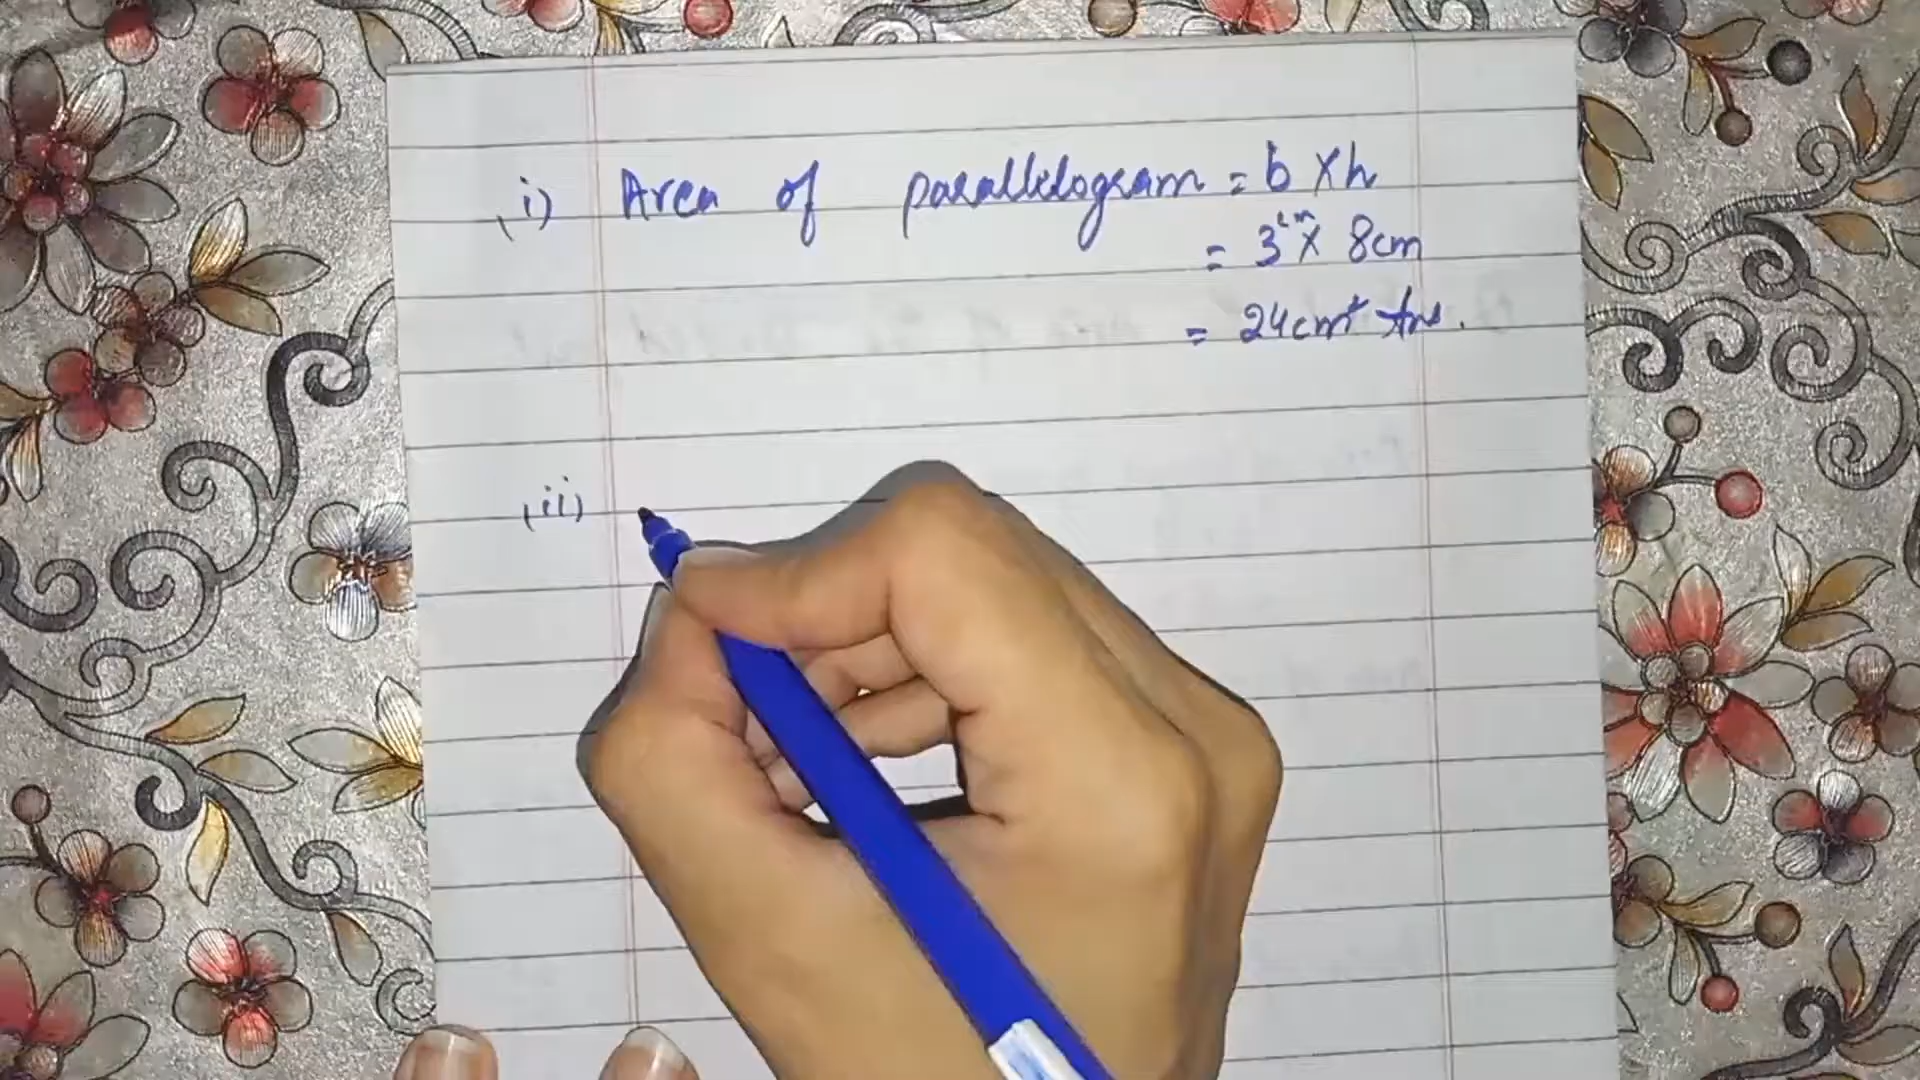 i) Area of parallelogram = b × h
= 3cm × 8cm
= 24cm² Ans.
(ii)